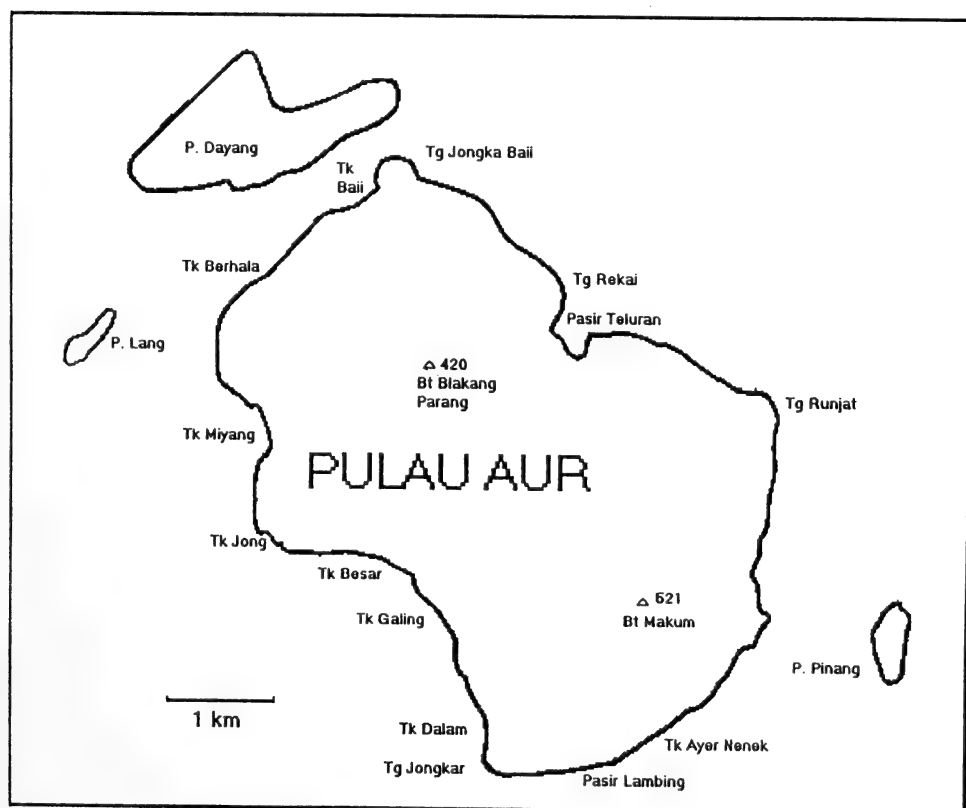 P. Dayang
Tg Jongka Baii
Tk
Baii
Tk Berhala
Tg Rekai
Pasir Teluran
P. Lang
420
Bt Blakang
Parang
Tg Runjat
Tk Miyang
PULAU AUR
Tk Jong
Tk Besar
521
Bt Makum
Tk Galing
P. Pinang
1 km
Tk Dalam
Tk Ayer Nenek
Tg Jongkar
Pasir Lambing